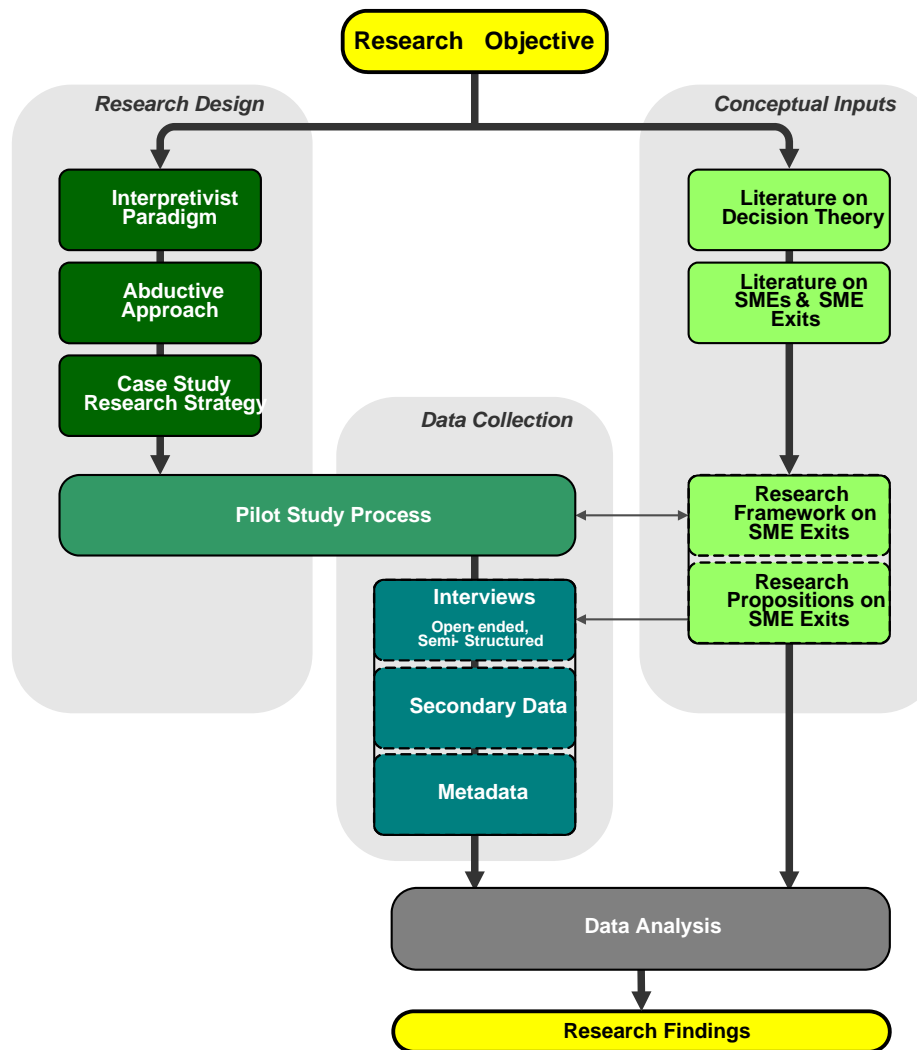 Research Objective
Research Design
Conceptual Inputs
Interpretivist
Paradigm
Abductive
Approach
Case Study
Research Strategy
Literature on
Decision Theory
Literature on
SMEs & SME
Exits
Data Collection
Pilot Study Process
Research
Framework on
SME Exits
Interviews
Open-ended,
Semi- Structured
Research
Propositions on
SME Exits
Secondary Data
Metadata
Data Analysis
Research Findings